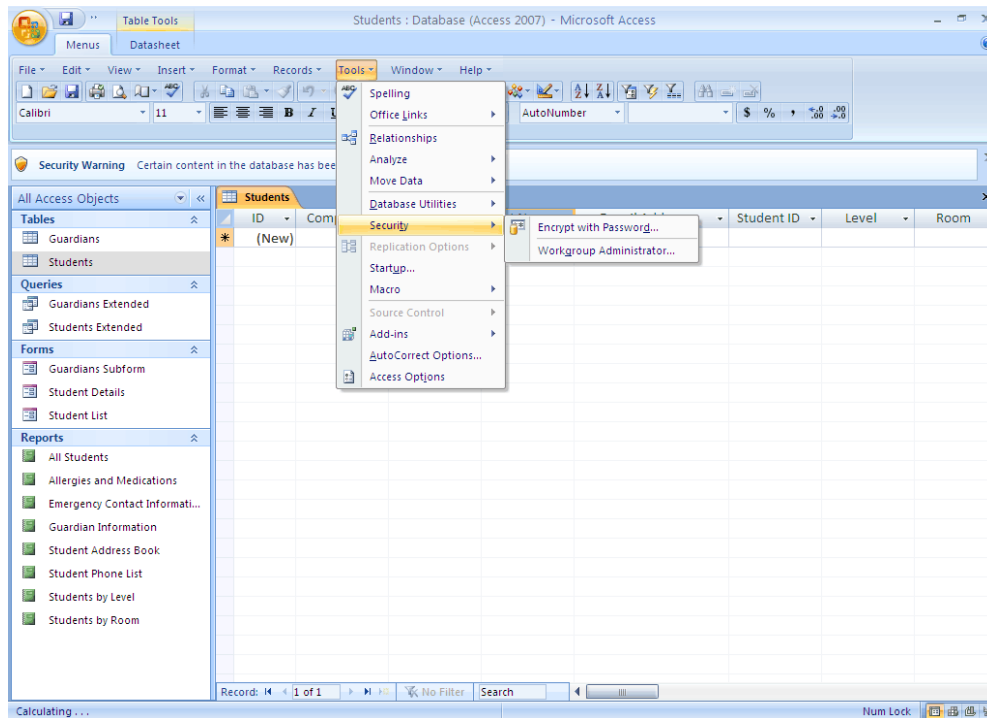 Table Tools
Students : Database (Access 2007) - Microsoft Access
Menus Datasheet
File Edit View Insert Format Records Tools Window Help
Calibri 11 B I AutoNumber $ % ,
Security Warning Certain content in the database has bee
All Access Objects
Tables
Guardians
Students
Queries
Guardians Extended
Students Extended
Forms
Guardians Subform
Student Details
Student List
Reports
All Students
Allergies and Medications
Emergency Contact Informati...
Guardian Information
Student Address Book
Student Phone List
Students by Level
Students by Room
Students
ID Comp Student ID Level Room
(New)
Spelling
Office Links
Relationships
Analyze
Move Data
Database Utilities
Security
Replication Options
Startup...
Macro
Source Control
Add-ins
AutoCorrect Options...
Access Options
Encrypt with Password...
Workgroup Administrator...
Record: 1 of 1 No Filter Search
Calculating . . .
Num Lock